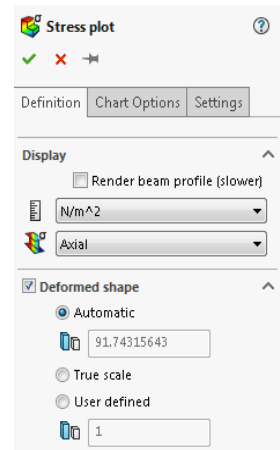 Stress plot
Definition Chart Options Settings
Display
Render beam profile (slower)
N/m^2
Axial
Deformed shape
Automatic
91.74315643
True scale
User defined
1